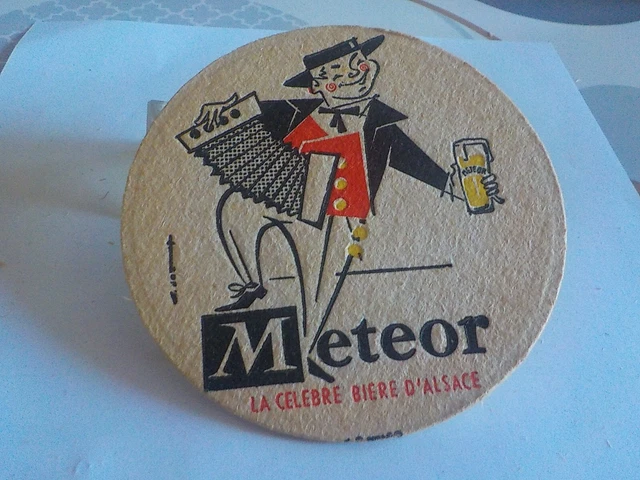 Meteor
LA CELEBRE BIERE D'ALSACE